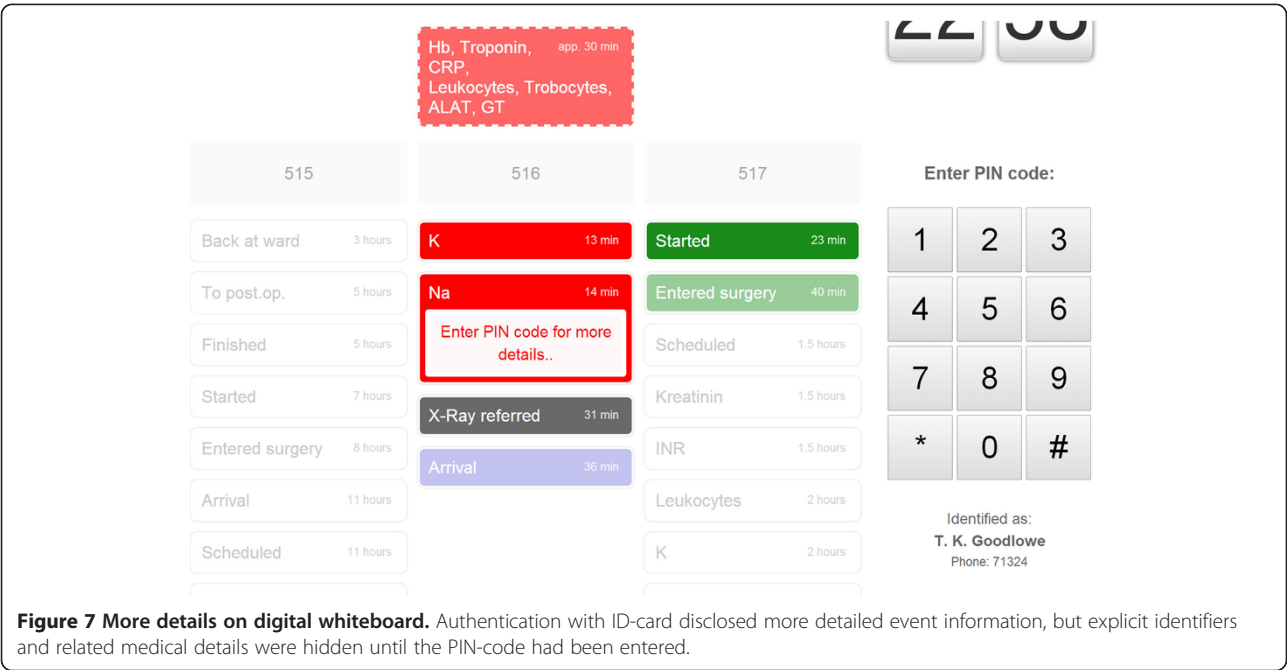 Hb, Troponin, app. 30 min
CRP,
Leukocytes, Trobocytes,
ALAT, GT
22
515
Back at ward 3 hours
To post.op. 5 hours
Finished 5 hours
Started 7 hours
Entered surgery 8 hours
Arrival 11 hours
Scheduled 11 hours
516
K 13 min
Na 14 min
Enter PIN code for more
details..
X-Ray referred 31 min
Arrival 36 min
517
Started 23 min
Entered surgery 40 min
Scheduled 1.5 hours
Kreatinin 1.5 hours
INR 1.5 hours
Leukocytes 2 hours
K 2 hours
Enter PIN code:
1 2 3
4 5 6
7 8 9
* 0 #
Identified as:
T. K. Goodlowe
Phone: 71324
Figure 7 More details on digital whiteboard. Authentication with ID-card disclosed more detailed event information, but explicit identifiers
and related medical details were hidden until the PIN-code had been entered.